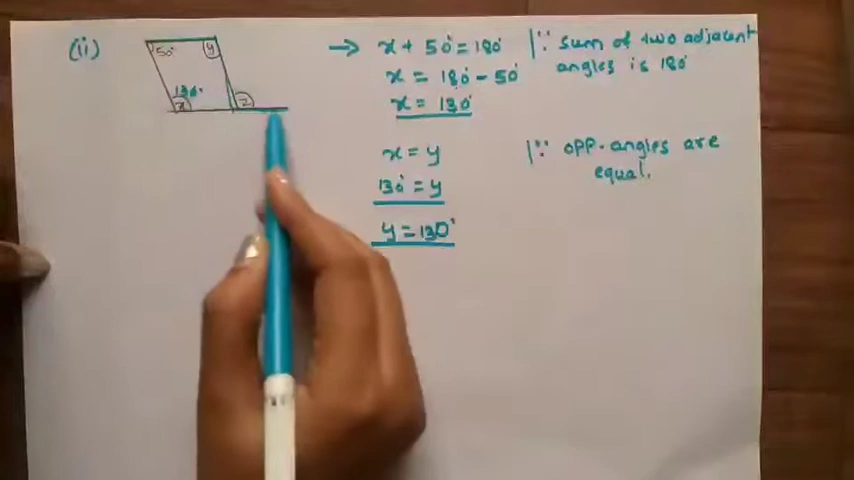 (ii)
50°
y
130°
x
z
→ x + 50° = 180° |∵ sum of two adjacent
angles is 180°
x = 180° - 50°
x = 130°
x = y |∵ opp. angles are
equal.
130° = y
y = 130°